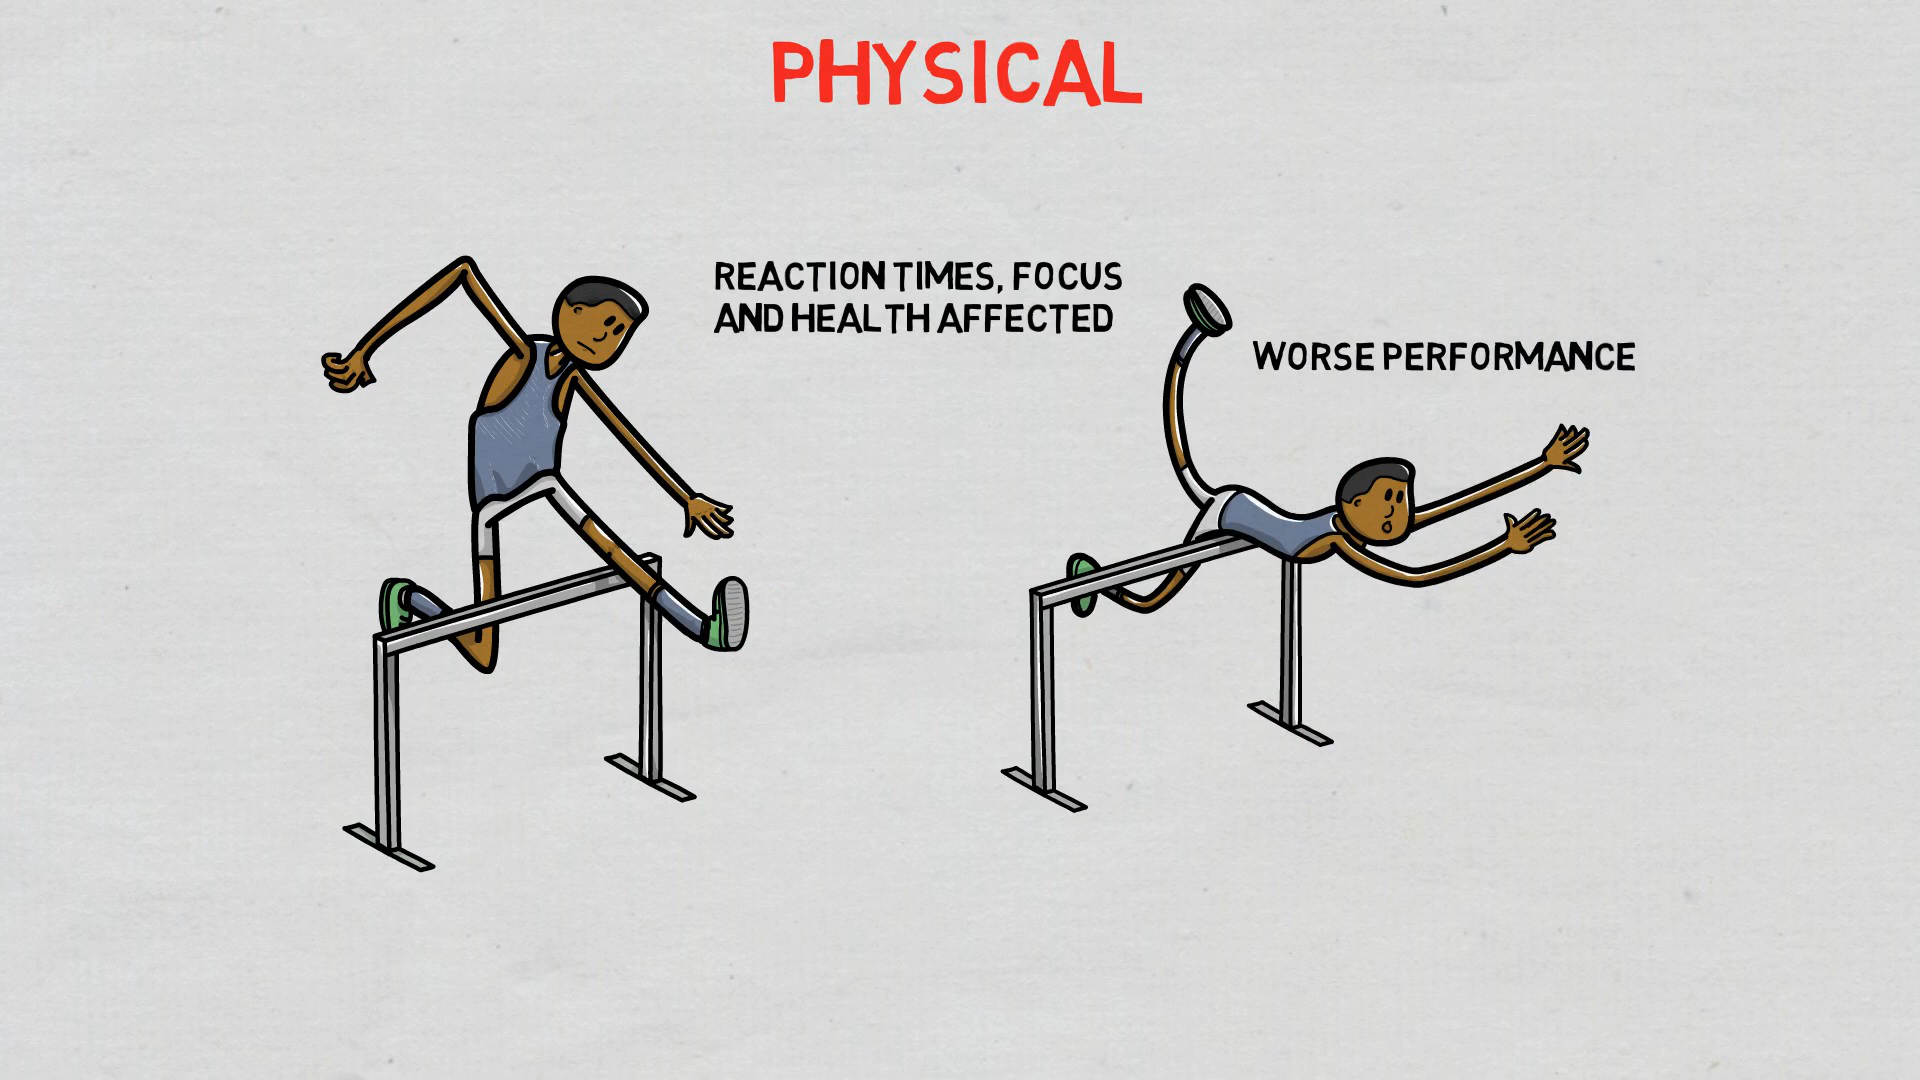 PHYSICAL
REACTION TIMES, FOCUS
AND HEALTH AFFECTED
WORSE PERFORMANCE